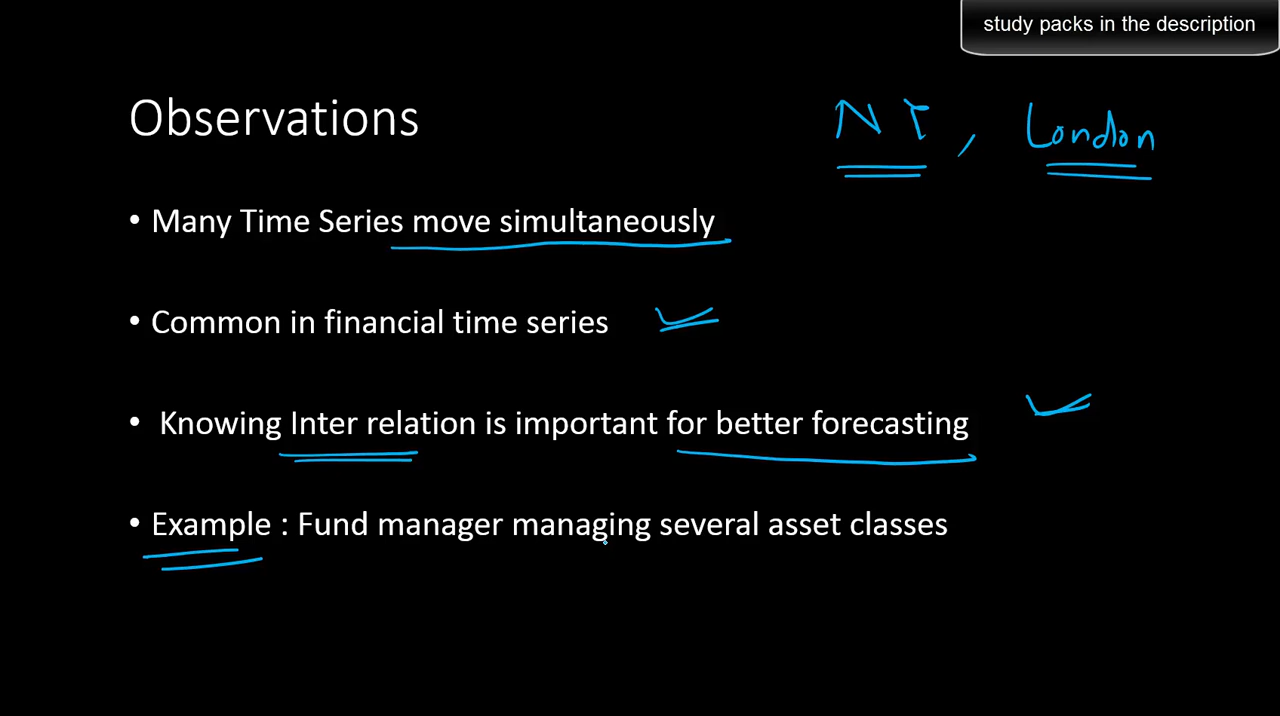 study packs in the description
NY, London
Observations
• Many Time Series move simultaneously
• Common in financial time series
• Knowing Inter relation is important for better forecasting
• Example : Fund manager managing several asset classes